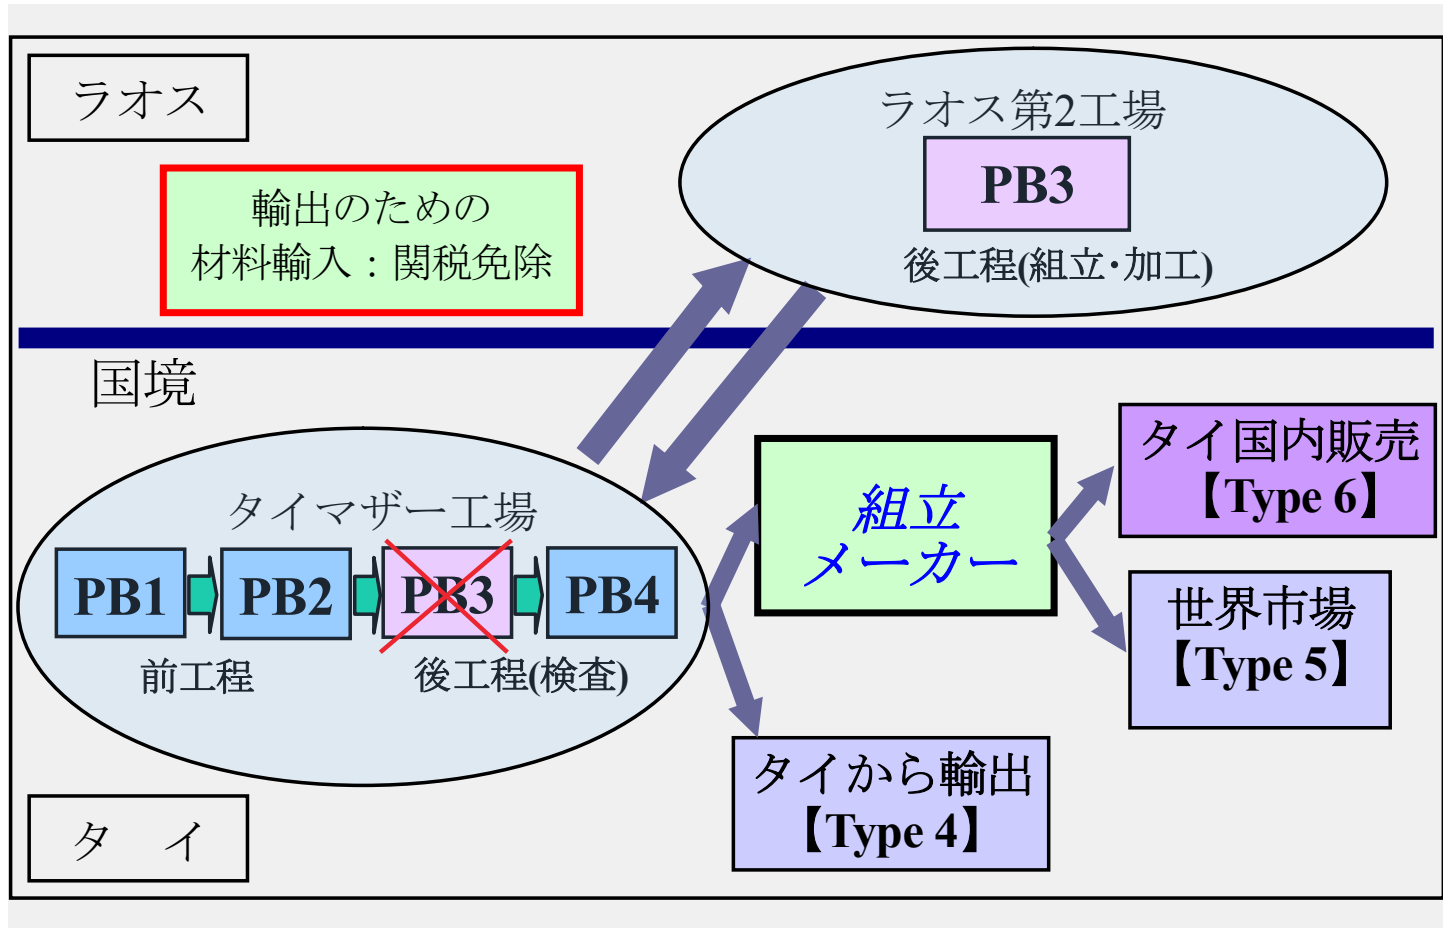 ラオス
ラオス第2工場
PB3
後工程(組立･加工)
輸出のための
材料輸入：関税免除
国境
タイマザー工場
PB1
PB2
PB3
PB4
前工程
後工程(検査)
組立
メーカー
タイ国内販売
【Type 6】
世界市場
【Type 5】
タイから輸出
【Type 4】
タ　イ